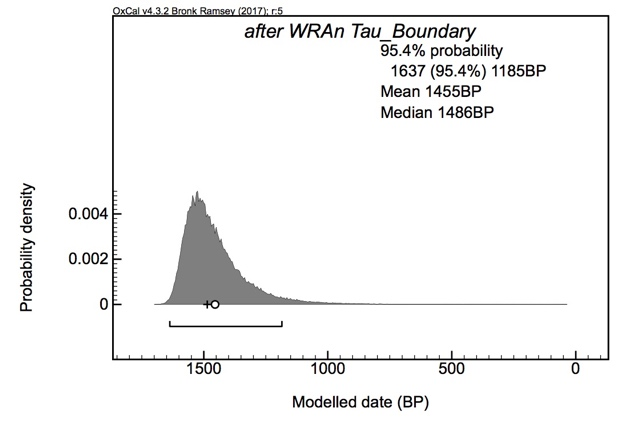 OxCal v4.3.2 Bronk Ramsey (2017); r:5
after WRAn Tau_Boundary
95.4% probability
1637 (95.4%) 1185BP
Mean 1455BP
Median 1486BP
Probability density
0.004
0.002
0
1500 1000 500 0
Modelled date (BP)